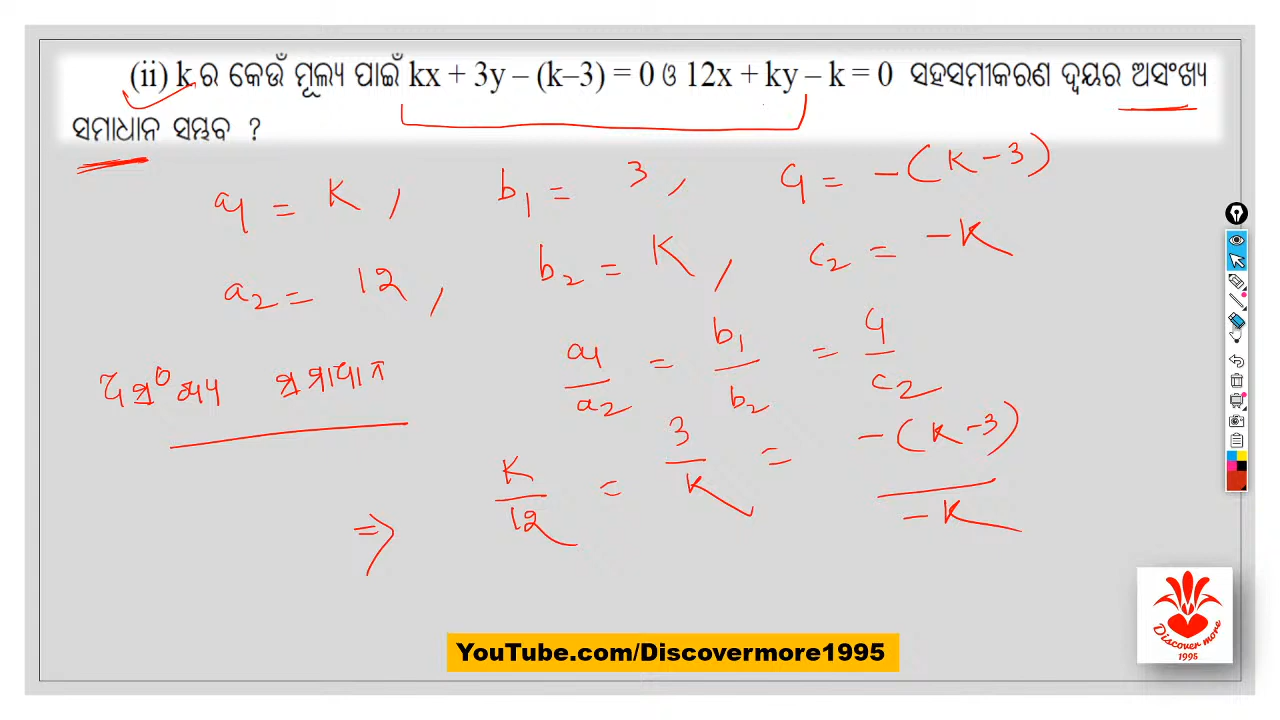 (ii) k ର କେଉଁ ମୂଲ୍ୟ ପାଇଁ kx + 3y – (k–3) = 0 ଓ 12x + ky – k = 0 ସହସମୀକରଣ ଦ୍ୱୟର ଅସଂଖ୍ୟ
ସମାଧାନ ସମ୍ଭବ ?
a1 = K , b1 = 3 , C1 = -(K-3)
a2 = 12 , b2 = K , C2 = -K
a1/a2 = b1/b2 = C1/C2
⇒ K/12 = 3/K = -(K-3)/-K
YouTube.com/Discovermore1995
Discover more
1995